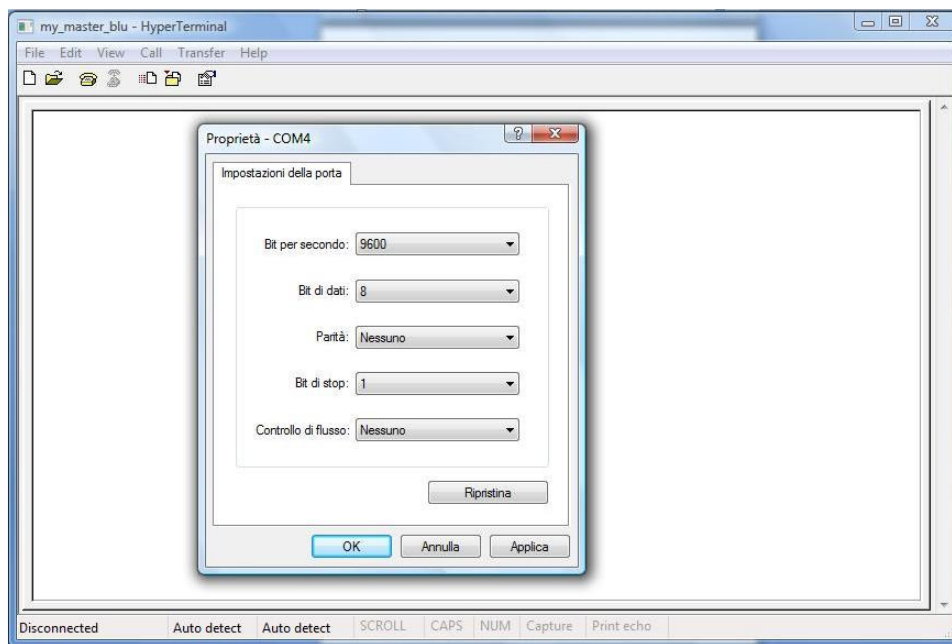 my_master_blu - HyperTerminal
File Edit View Call Transfer Help
Proprietà - COM4
Impostazioni della porta
Bit per secondo: 9600
Bit di dati: 8
Parità: Nessuno
Bit di stop: 1
Controllo di flusso: Nessuno
Ripristina
OK Annulla Applica
Disconnected Auto detect Auto detect SCROLL CAPS NUM Capture Print echo